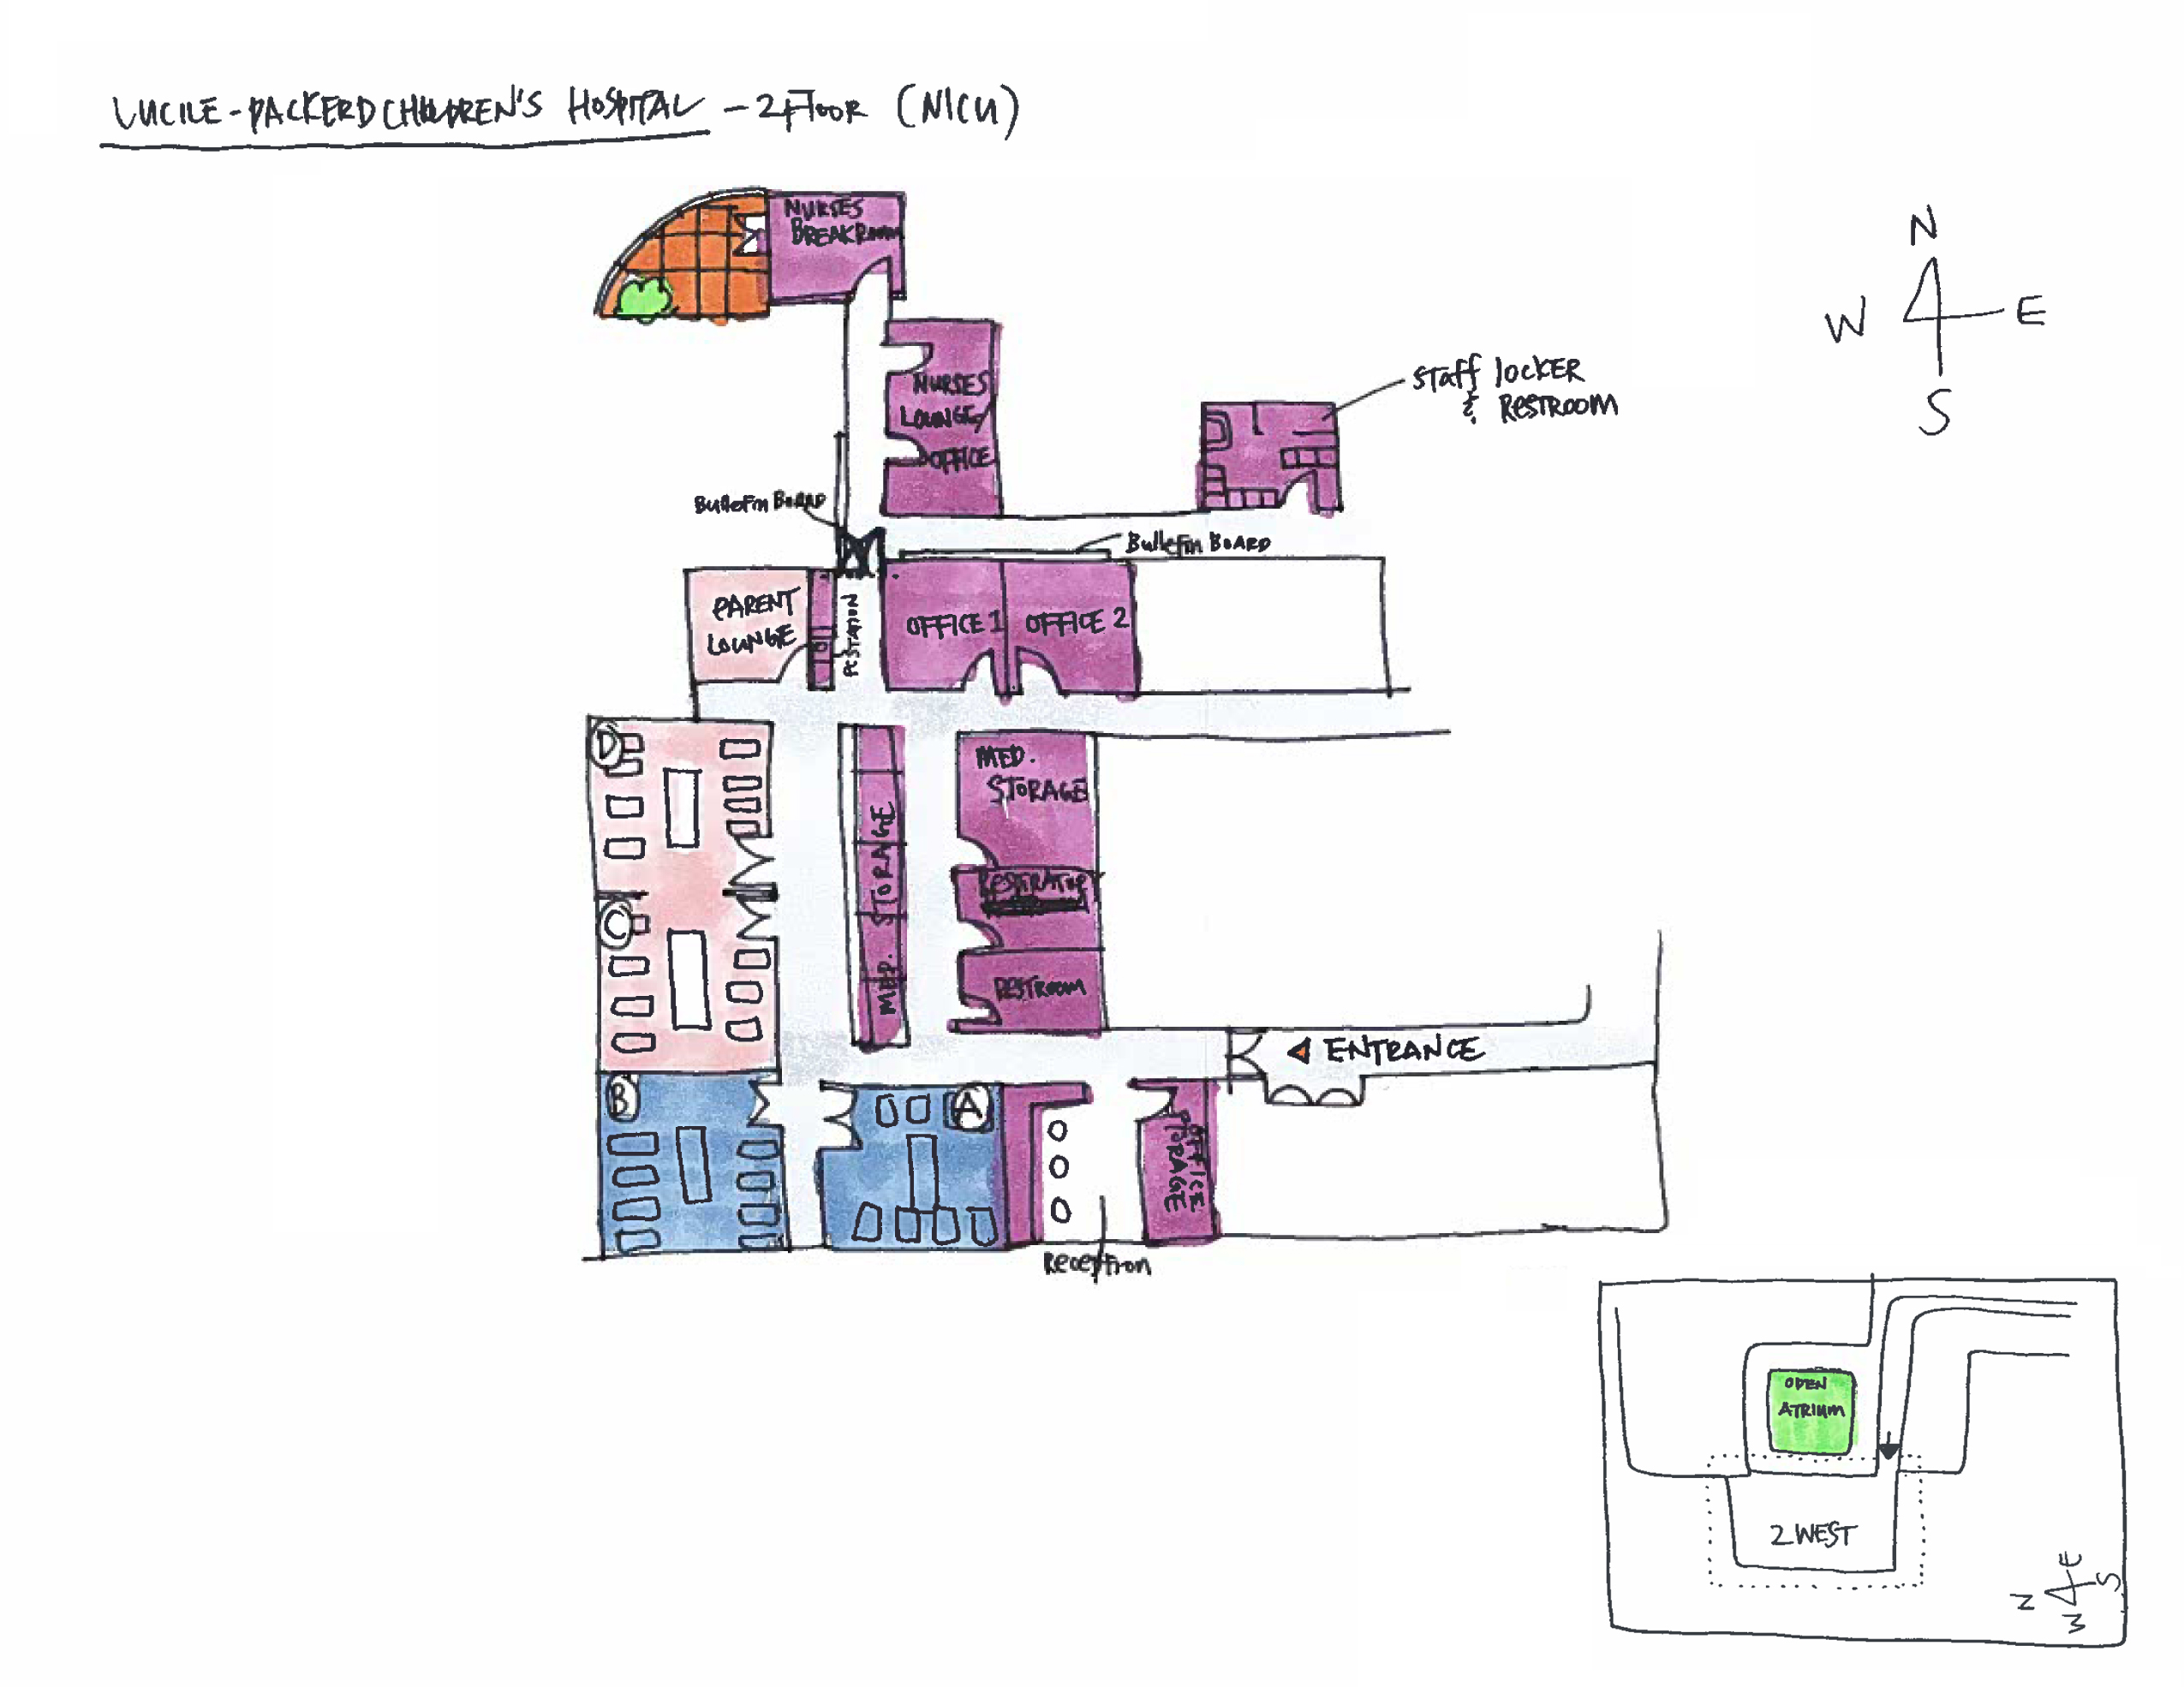 LUCILE-PACKERD CHILDREN'S HOSPITAL - 2 FLOOR (NICU)
NURSES
BREAKROOM
N
W E
S
NURSES
LOUNGE/
OFFICE
STAFF LOCKER
& RESTROOM
Bulletin Board
Bulletin BOARD
PARENT
LOUNGE
PCSTATION
OFFICE 1
OFFICE 2
D
MED. STORAGE
MED.
STORAGE
RESPIRATORY
C
RESTROOM
ENTRANCE
B
A
OFFICE
STORAGE
Reception
OPEN
ATRIUM
2 WEST
E
N S
W